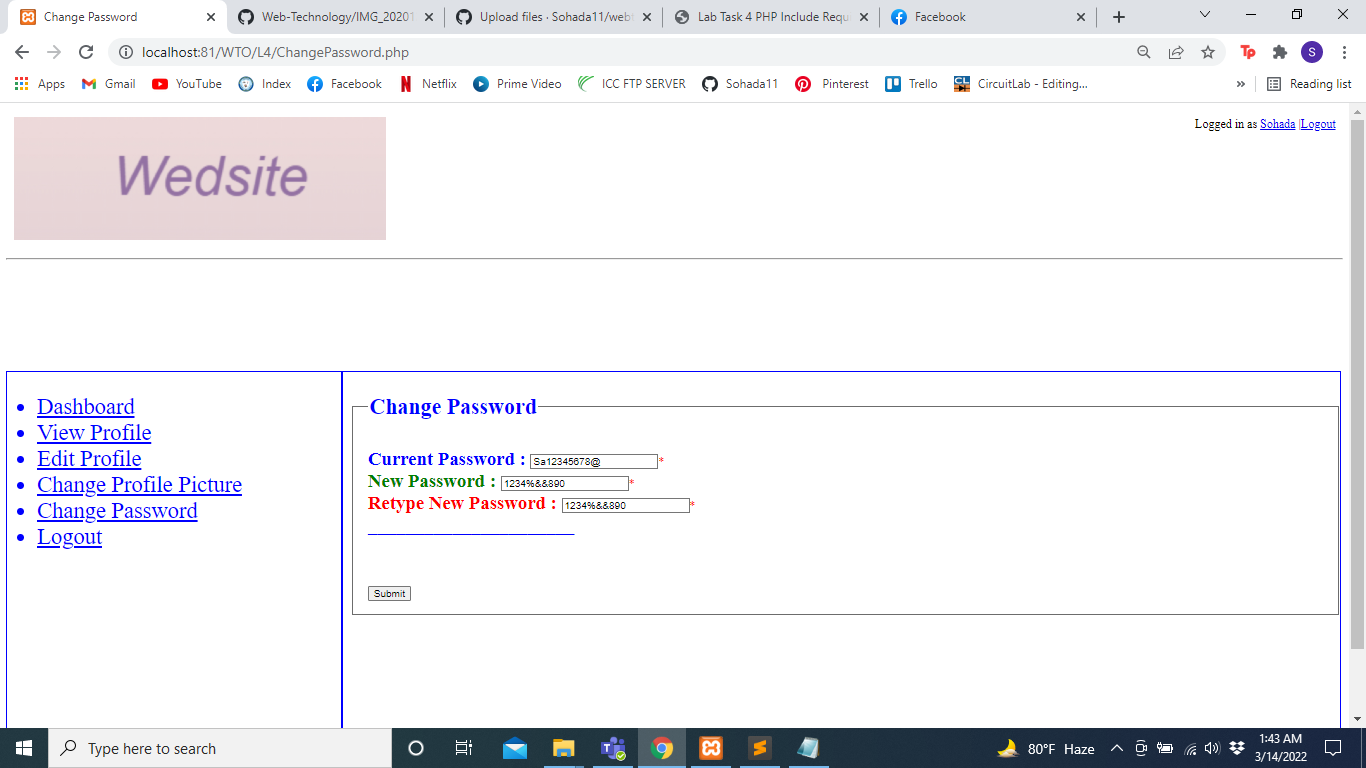 Change Password
Web-Technology/IMG_20201
Upload files · Sohada11/webt
Lab Task 4 PHP Include Requ
Facebook
localhost:81/WTO/L4/ChangePassword.php
Tp
S
Apps
Gmail
YouTube
Index
Facebook
Netflix
Prime Video
ICC FTP SERVER
Sohada11
Pinterest
Trello
CL
CircuitLab - Editing...
»
Reading list
Wedsite
Logged in as Sohada |Logout
Dashboard
View Profile
Edit Profile
Change Profile Picture
Change Password
Logout
Change Password
Current Password : Sa12345678@*
New Password : 1234%&&890*
Retype New Password : 1234%&&890*
Submit
Type here to search
80°F Haze
1:43 AM
3/14/2022